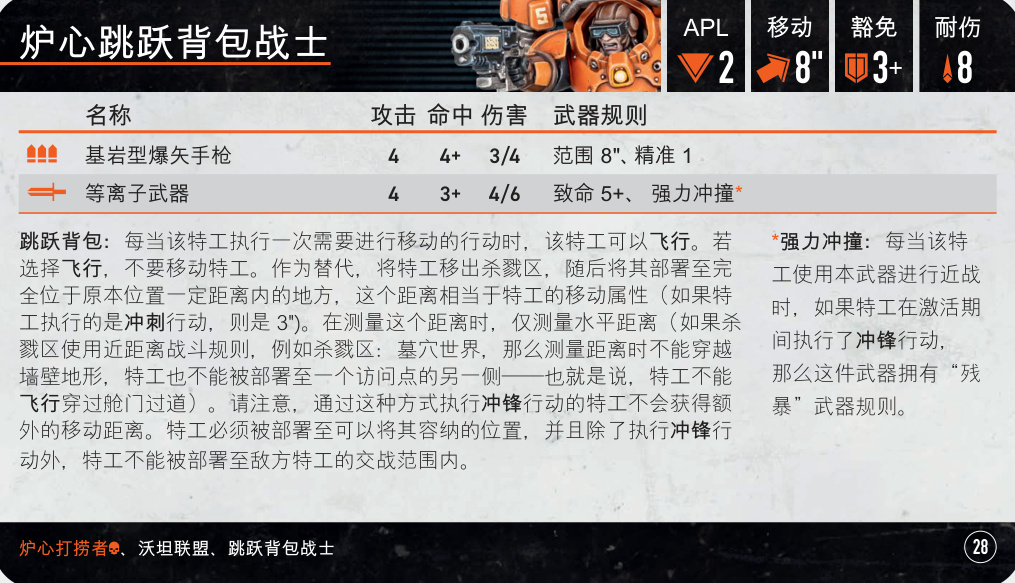 炉心跳跃背包战士
APL 移动 豁免 耐伤
2 8" 3+ 8
名称 攻击 命中 伤害 武器规则
基岩型爆矢手枪 4 4+ 3/4 范围 8"、精准 1
等离子武器 4 3+ 4/6 致命 5+、 强力冲撞*
跳跃背包：每当该特工执行一次需要进行移动的行动时，该特工可以飞行。若
选择飞行，不要移动特工。作为替代，将特工移出杀戮区，随后将其部署至完
全位于原本位置一定距离内的地方，这个距离相当于特工的移动属性（如果特
工执行的是冲刺行动，则是 3")。在测量这个距离时，仅测量水平距离（如果杀
戮区使用近距离战斗规则，例如杀戮区：墓穴世界，那么测量距离时不能穿越
墙壁地形，特工也不能被部署至一个访问点的另一侧——也就是说，特工不能
飞行穿过舱门过道）。请注意，通过这种方式执行冲锋行动的特工不会获得额
外的移动距离。特工必须被部署至可以将其容纳的位置，并且除了执行冲锋行
动外，特工不能被部署至敌方特工的交战范围内。
*强力冲撞：每当该特
工使用本武器进行近战
时，如果特工在激活期
间执行了冲锋行动，
那么这件武器拥有“残
暴”武器规则。
炉心打捞者、沃坦联盟、跳跃背包战士
28